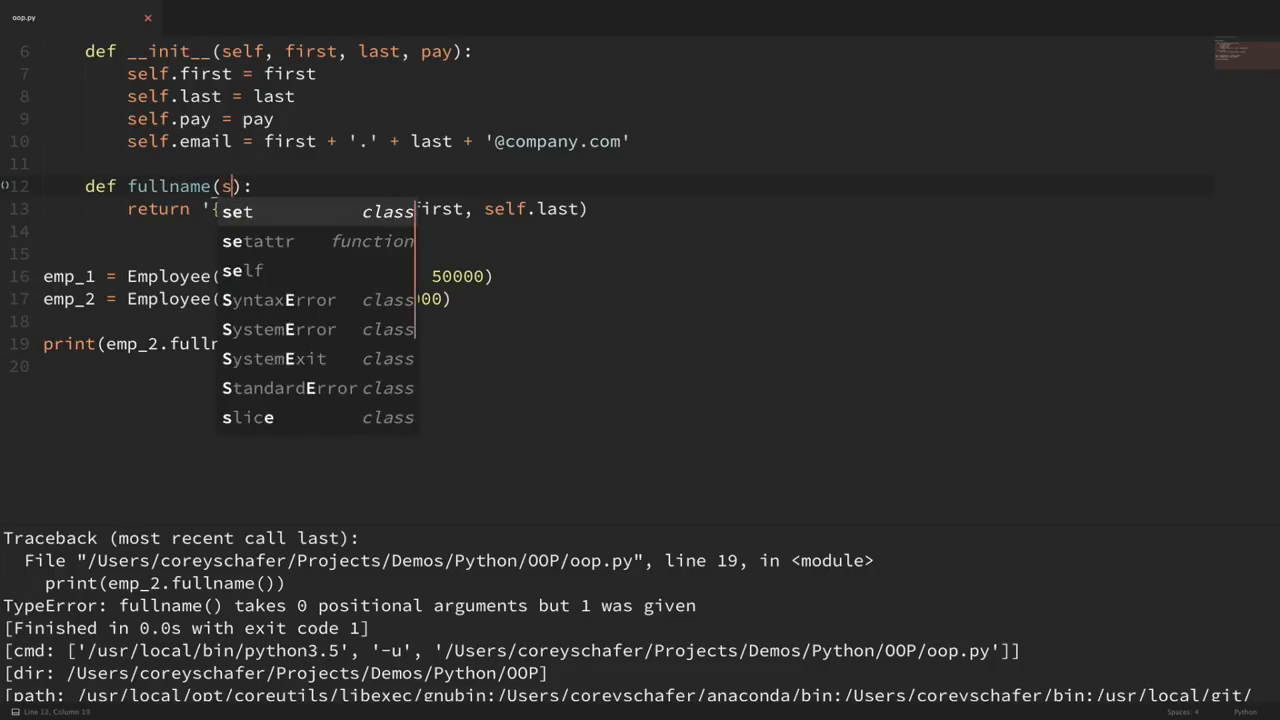 oop.py ×
6 def __init__(self, first, last, pay):
7 self.first = first
8 self.last = last
9 self.pay = pay
10 self.email = first + '.' + last + '@company.com'
11
12 def fullname(s):
13 return '{ first, self.last)
set class
setattr function
self
SyntaxError class
SystemError class
SystemExit class
StandardError class
slice class
14
15
16 emp_1 = Employee( 50000)
17 emp_2 = Employee( 00)
18
19 print(emp_2.fulln
20
Traceback (most recent call last):
File "/Users/coreyschafer/Projects/Demos/Python/OOP/oop.py", line 19, in <module>
print(emp_2.fullname())
TypeError: fullname() takes 0 positional arguments but 1 was given
[Finished in 0.0s with exit code 1]
[cmd: ['/usr/local/bin/python3.5', '-u', '/Users/coreyschafer/Projects/Demos/Python/OOP/oop.py']]
[dir: /Users/coreyschafer/Projects/Demos/Python/OOP]
[path: /usr/local/opt/coreutils/libexec/gnubin:/Users/coreyschafer/anaconda/bin:/Users/coreyschafer/bin:/usr/local/git/
Line 12, Column 19 Spaces: 4 Python